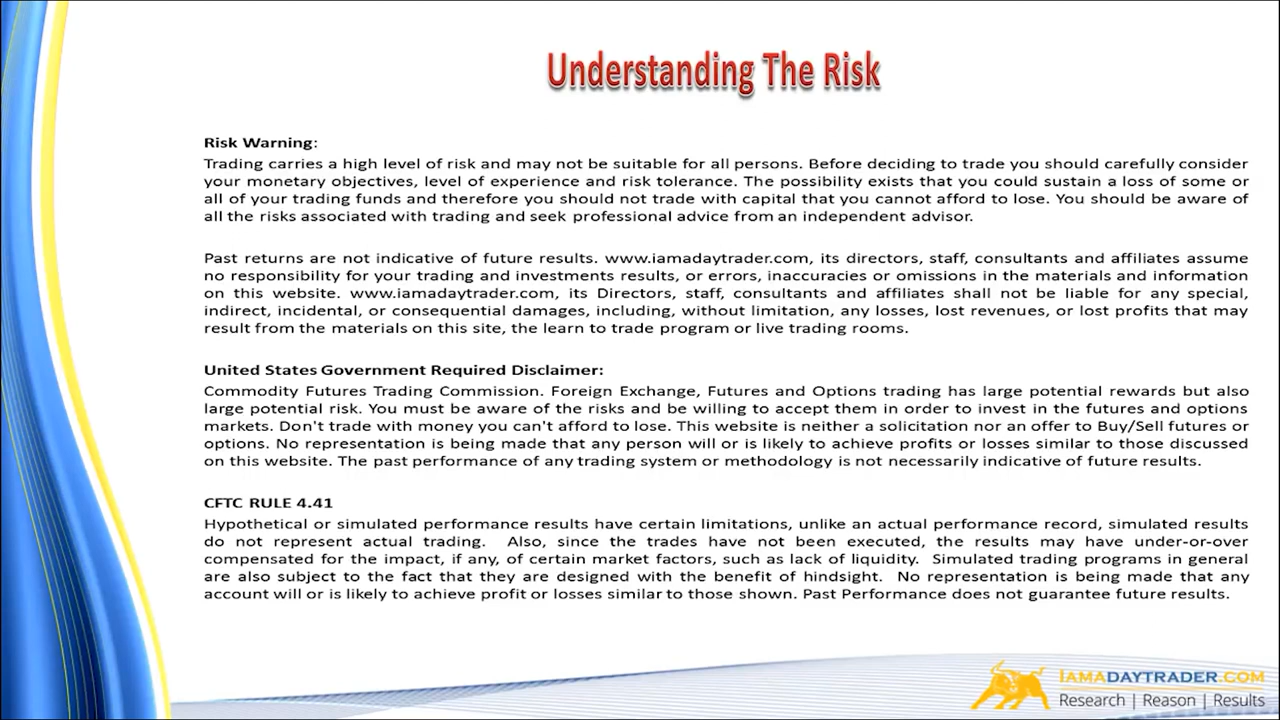 Understanding The Risk
Risk Warning:
Trading carries a high level of risk and may not be suitable for all persons. Before deciding to trade you should carefully consider
your monetary objectives, level of experience and risk tolerance. The possibility exists that you could sustain a loss of some or
all of your trading funds and therefore you should not trade with capital that you cannot afford to lose. You should be aware of
all the risks associated with trading and seek professional advice from an independent advisor.
Past returns are not indicative of future results. www.iamadaytrader.com, its directors, staff, consultants and affiliates assume
no responsibility for your trading and investments results, or errors, inaccuracies or omissions in the materials and information
on this website. www.iamadaytrader.com, its Directors, staff, consultants and affiliates shall not be liable for any special,
indirect, incidental, or consequential damages, including, without limitation, any losses, lost revenues, or lost profits that may
result from the materials on this site, the learn to trade program or live trading rooms.
United States Government Required Disclaimer:
Commodity Futures Trading Commission. Foreign Exchange, Futures and Options trading has large potential rewards but also
large potential risk. You must be aware of the risks and be willing to accept them in order to invest in the futures and options
markets. Don't trade with money you can't afford to lose. This website is neither a solicitation nor an offer to Buy/Sell futures or
options. No representation is being made that any person will or is likely to achieve profits or losses similar to those discussed
on this website. The past performance of any trading system or methodology is not necessarily indicative of future results.
CFTC RULE 4.41
Hypothetical or simulated performance results have certain limitations, unlike an actual performance record, simulated results
do not represent actual trading. Also, since the trades have not been executed, the results may have under-or-over
compensated for the impact, if any, of certain market factors, such as lack of liquidity. Simulated trading programs in general
are also subject to the fact that they are designed with the benefit of hindsight. No representation is being made that any
account will or is likely to achieve profit or losses similar to those shown. Past Performance does not guarantee future results.
IAMADAYTRADER.COM
Research | Reason | Results